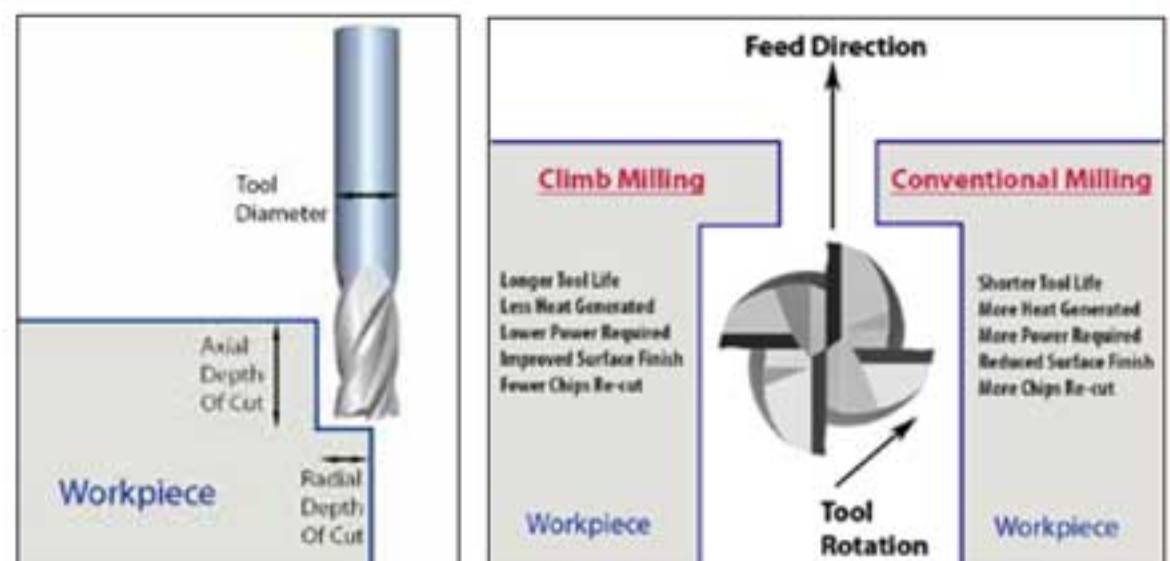 Tool
Diameter
Axial
Depth
Of Cut
Workpiece
Radial
Depth
Of Cut
Feed Direction
Climb Milling
Longer Tool Life
Less Heat Generated
Lower Power Required
Improved Surface Finish
Fewer Chips Re-cut
Workpiece
Conventional Milling
Shorter Tool Life
More Heat Generated
More Power Required
Reduced Surface Finish
More Chips Re-cut
Workpiece
Tool
Rotation